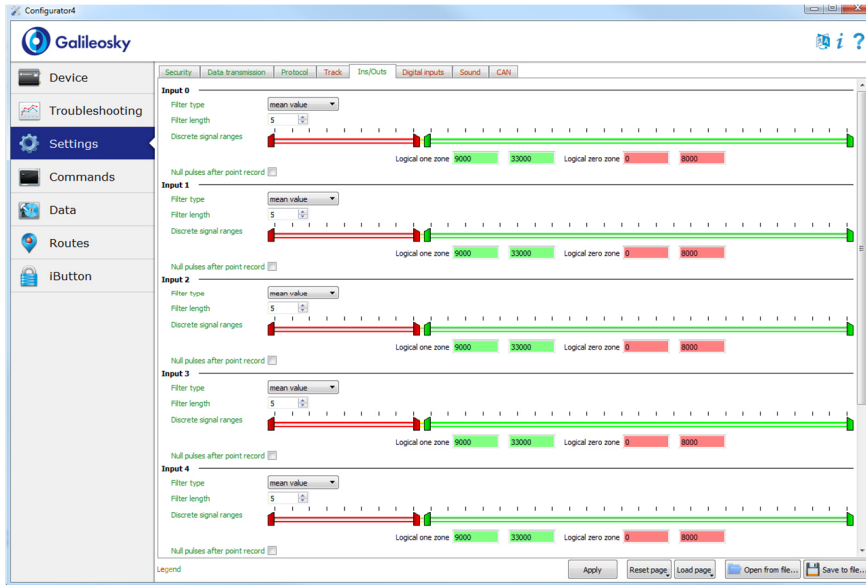 Configurator4
Galileosky
Device
Troubleshooting
Settings
Commands
Data
Routes
iButton
Security Data transmission Protocol Track Ins/Outs Digital inputs Sound CAN
Input 0
Filter type mean value
Filter length 5
Discrete signal ranges
Logical one zone 9000 33000 Logical zero zone 0 8000
Null pulses after point record
Input 1
Filter type mean value
Filter length 5
Discrete signal ranges
Logical one zone 9000 33000 Logical zero zone 0 8000
Null pulses after point record
Input 2
Filter type mean value
Filter length 5
Discrete signal ranges
Logical one zone 9000 33000 Logical zero zone 0 8000
Null pulses after point record
Input 3
Filter type mean value
Filter length 5
Discrete signal ranges
Logical one zone 9000 33000 Logical zero zone 0 8000
Null pulses after point record
Input 4
Filter type mean value
Filter length 5
Discrete signal ranges
Logical one zone 9000 33000 Logical zero zone 0 8000
Null pulses after point record
Legend Apply Reset page Load page Open from file... Save to file...